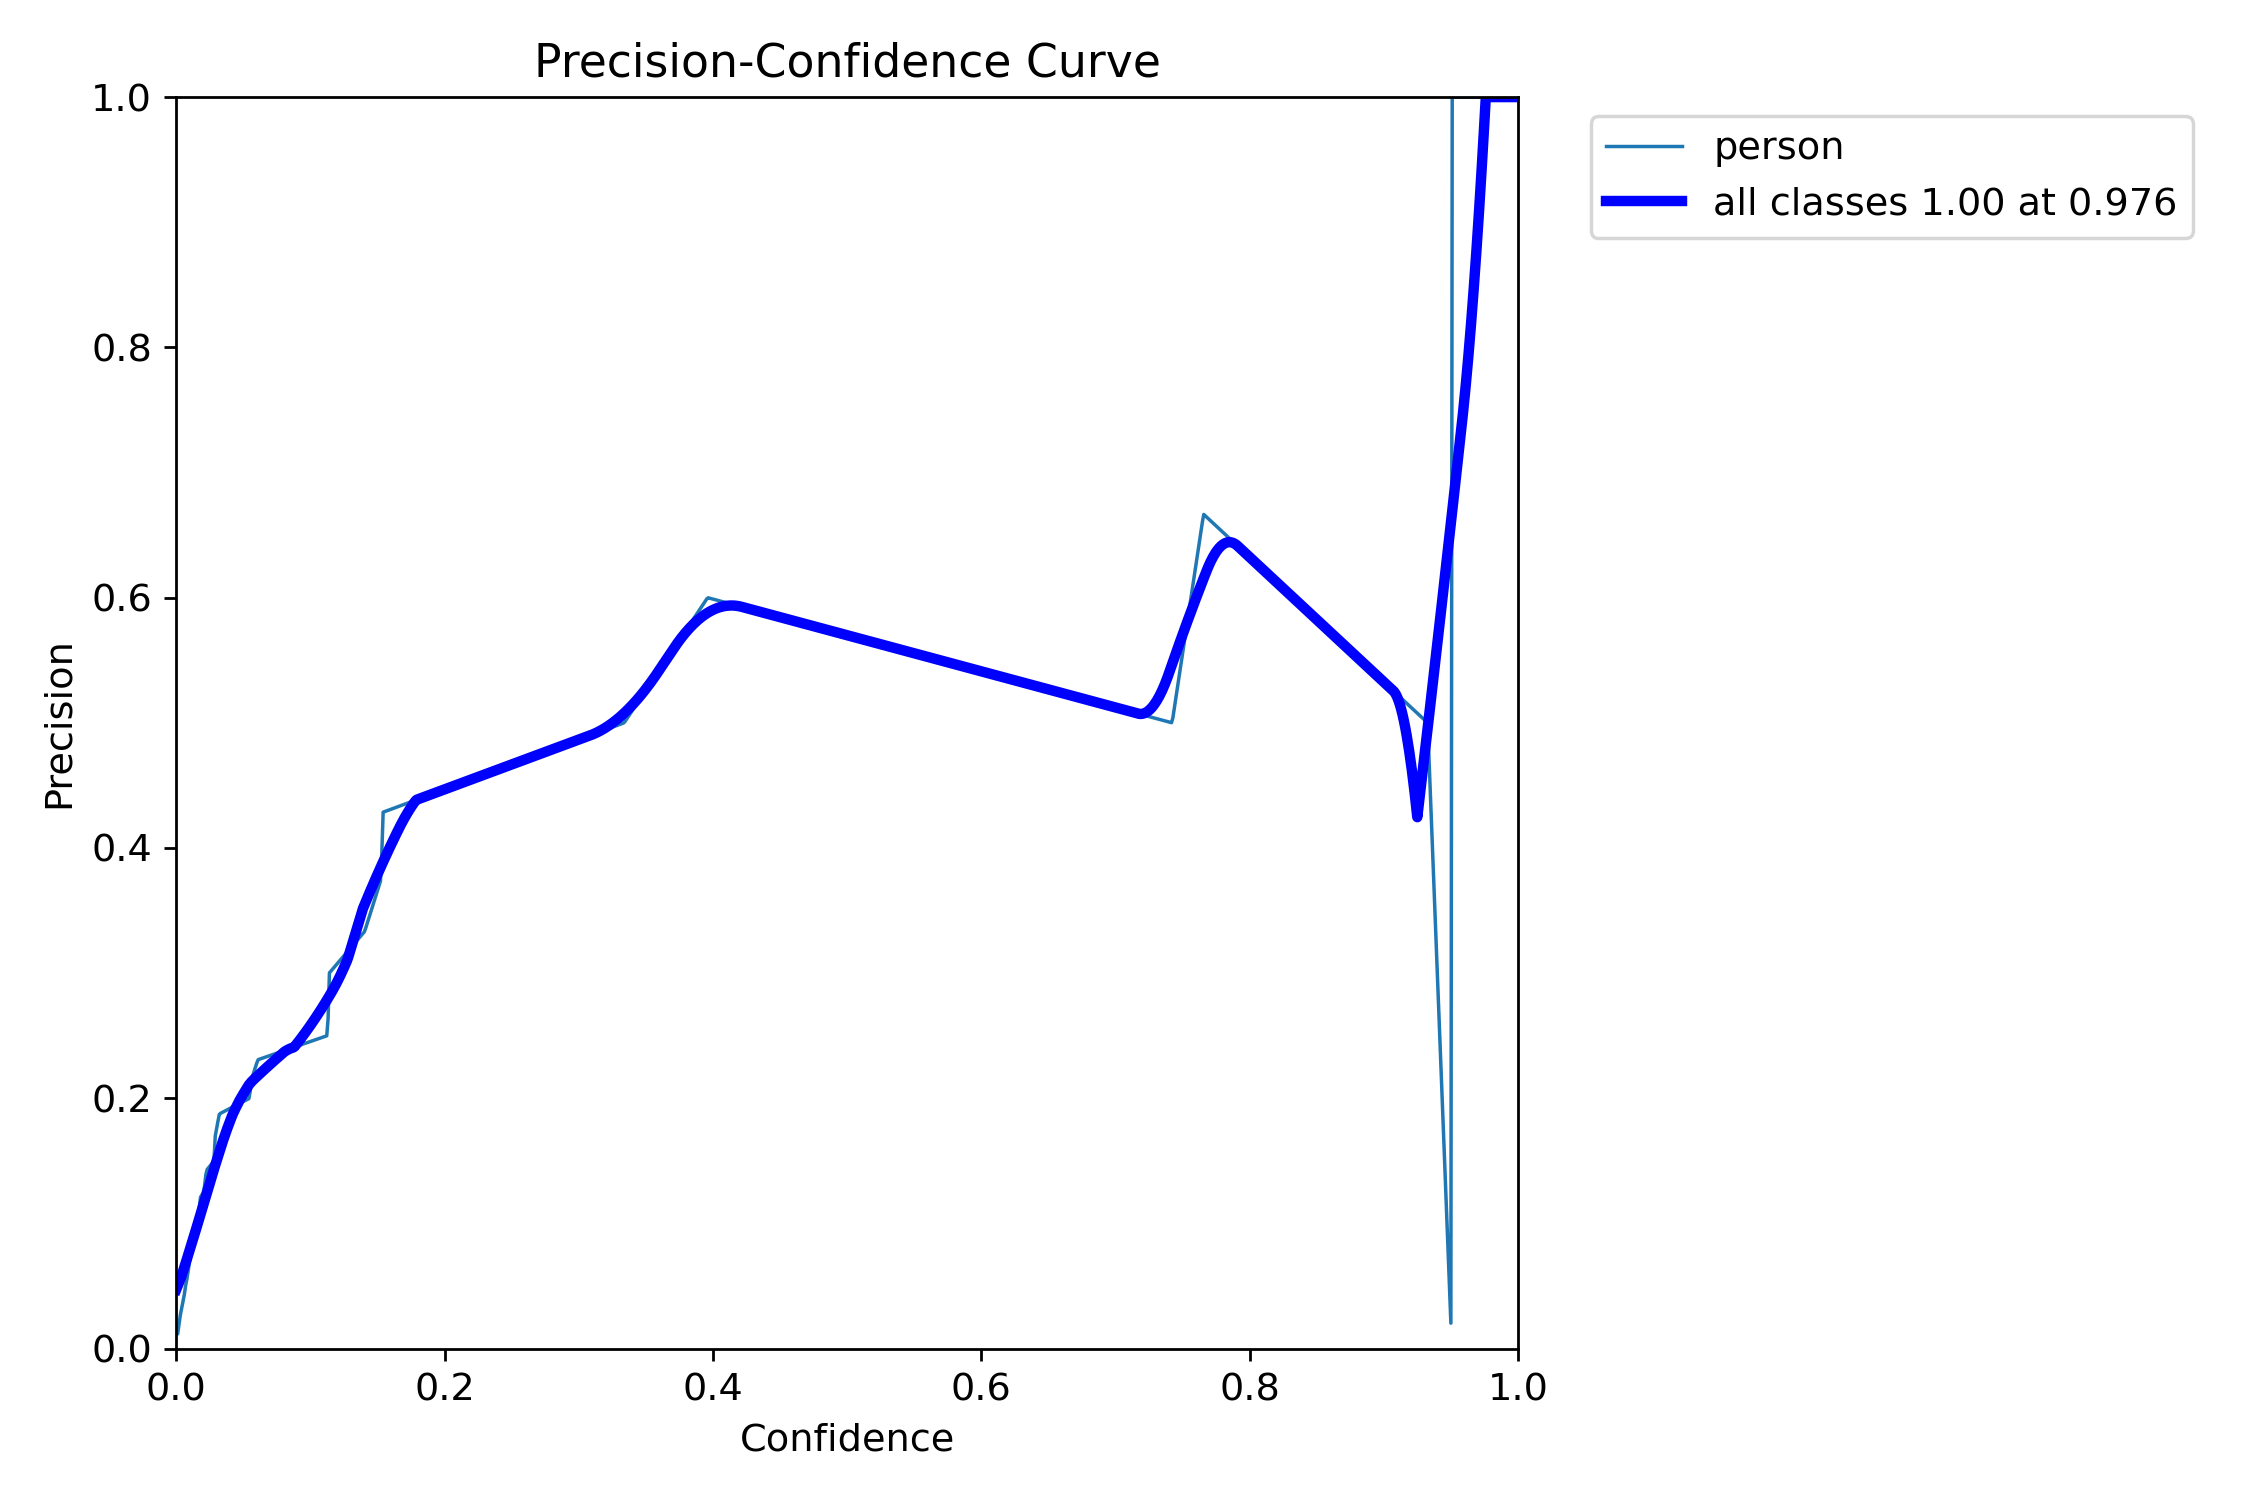 Precision-Confidence Curve
1.0
0.8
0.6
0.4
0.2
0.0
Precision
0.0 0.2 0.4 0.6 0.8 1.0
Confidence
person
all classes 1.00 at 0.976